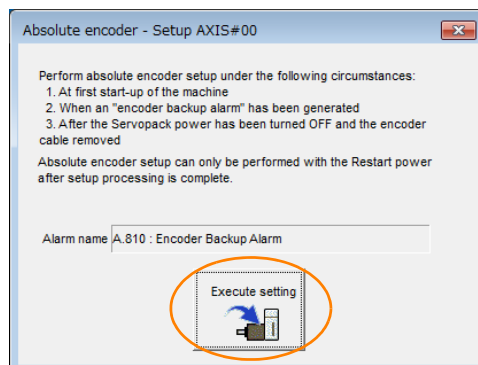 Absolute encoder - Setup AXIS#00
Perform absolute encoder setup under the following circumstances:
1. At first start-up of the machine
2. When an "encoder backup alarm" has been generated
3. After the Servopack power has been turned OFF and the encoder
cable removed
Absolute encoder setup can only be performed with the Restart power
after setup processing is complete.
Alarm name A.810 : Encoder Backup Alarm
Execute setting